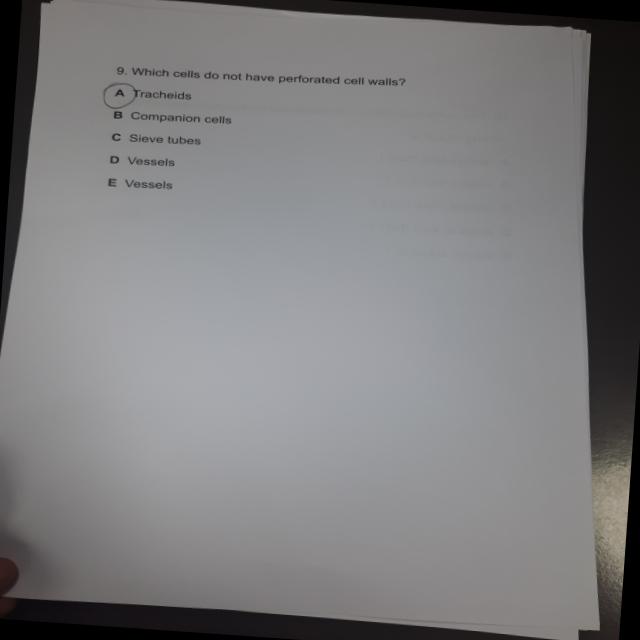 9. Which cells do not have perforated cell walls?
A Tracheids
B Companion cells
C Sieve tubes
D Vessels
E Vessels